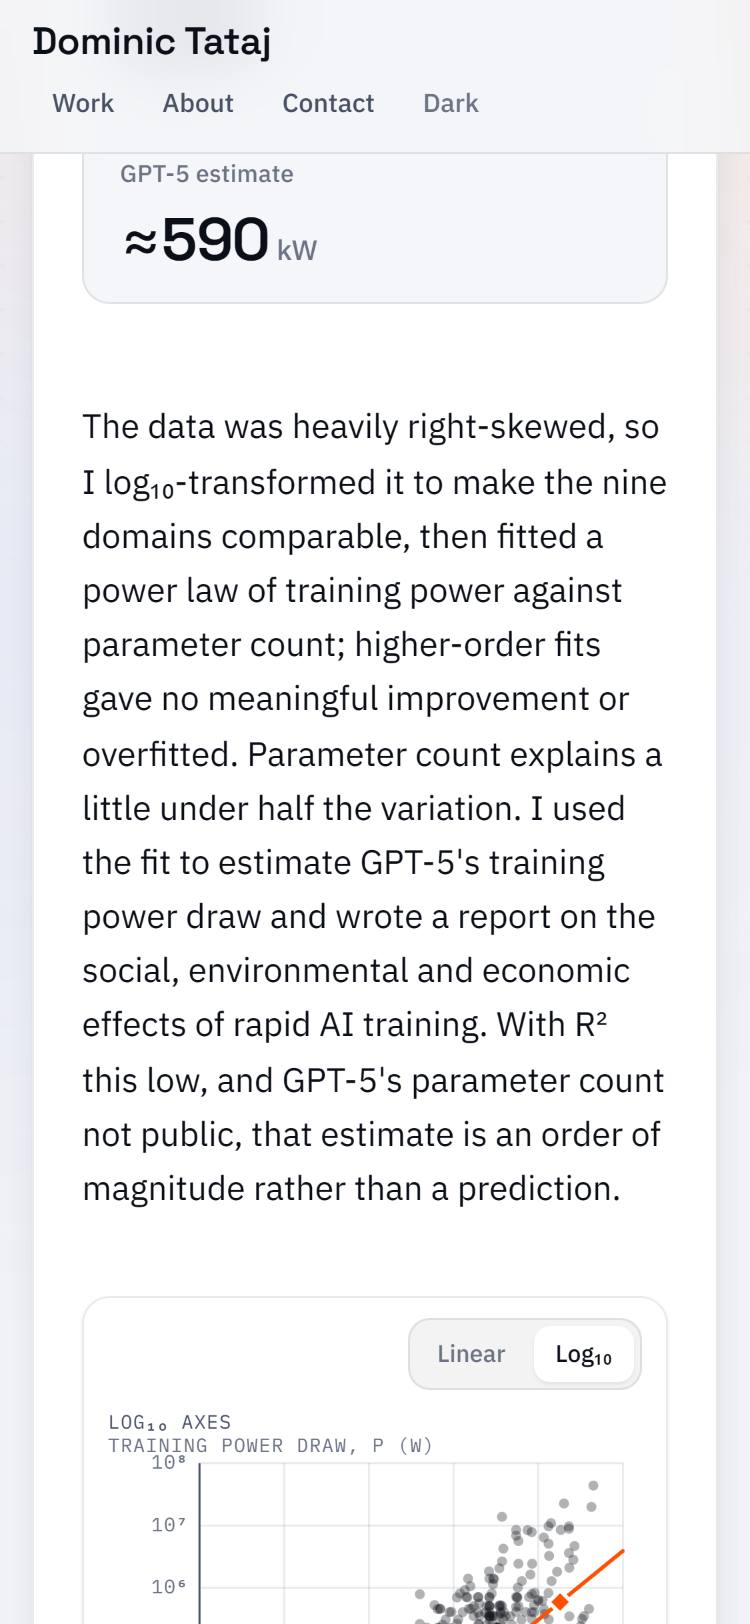 Dominic Tataj
Work About Contact Dark
GPT-5 estimate
≈590 kW
The data was heavily right-skewed, so
I log₁₀-transformed it to make the nine
domains comparable, then fitted a
power law of training power against
parameter count; higher-order fits
gave no meaningful improvement or
overfitted. Parameter count explains a
little under half the variation. I used
the fit to estimate GPT-5's training
power draw and wrote a report on the
social, environmental and economic
effects of rapid AI training. With R²
this low, and GPT-5's parameter count
not public, that estimate is an order of
magnitude rather than a prediction.
Linear Log₁₀
LOG₁₀ AXES
TRAINING POWER DRAW, P (W)
10⁸
10⁷
10⁶